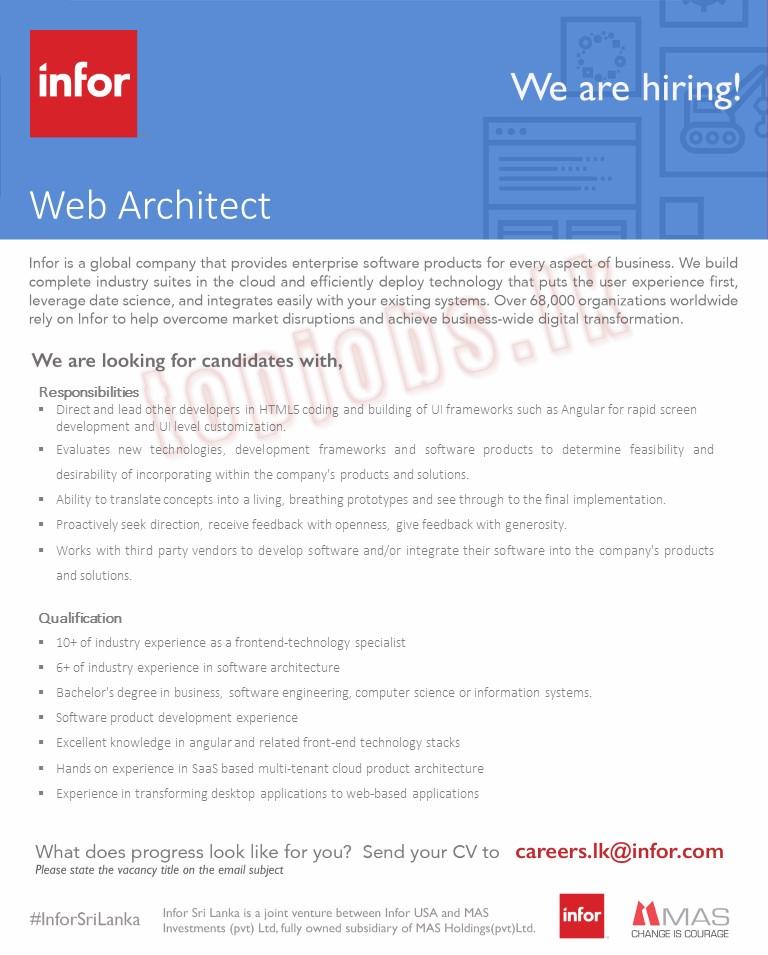 infor
We are hiring!
Web Architect
Infor is a global company that provides enterprise software products for every aspect of business. We build
complete industry suites in the cloud and efficiently deploy technology that puts the user experience first,
leverage date science, and integrates easily with your existing systems. Over 68,000 organizations worldwide
rely on Infor to help overcome market disruptions and achieve business-wide digital transformation.
topjobs.lk
We are looking for candidates with,
Responsibilities
▪ Direct and lead other developers in HTML5 coding and building of UI frameworks such as Angular for rapid screen
development and UI level customization.
▪ Evaluates new technologies, development frameworks and software products to determine feasibility and
desirability of incorporating within the company's products and solutions.
▪ Ability to translate concepts into a living, breathing prototypes and see through to the final implementation.
▪ Proactively seek direction, receive feedback with openness, give feedback with generosity.
▪ Works with third party vendors to develop software and/or integrate their software into the company's products
and solutions.
Qualification
▪ 10+ of industry experience as a frontend-technology specialist
▪ 6+ of industry experience in software architecture
▪ Bachelor's degree in business, software engineering, computer science or information systems.
▪ Software product development experience
▪ Excellent knowledge in angular and related front-end technology stacks
▪ Hands on experience in SaaS based multi-tenant cloud product architecture
▪ Experience in transforming desktop applications to web-based applications
What does progress look like for you? Send your CV to careers.lk@infor.com
Please state the vacancy title on the email subject
#InforSriLanka
Infor Sri Lanka is a joint venture between Infor USA and MAS
Investments (pvt) Ltd, fully owned subsidiary of MAS Holdings(pvt)Ltd.
infor
MAS
CHANGE IS COURAGE